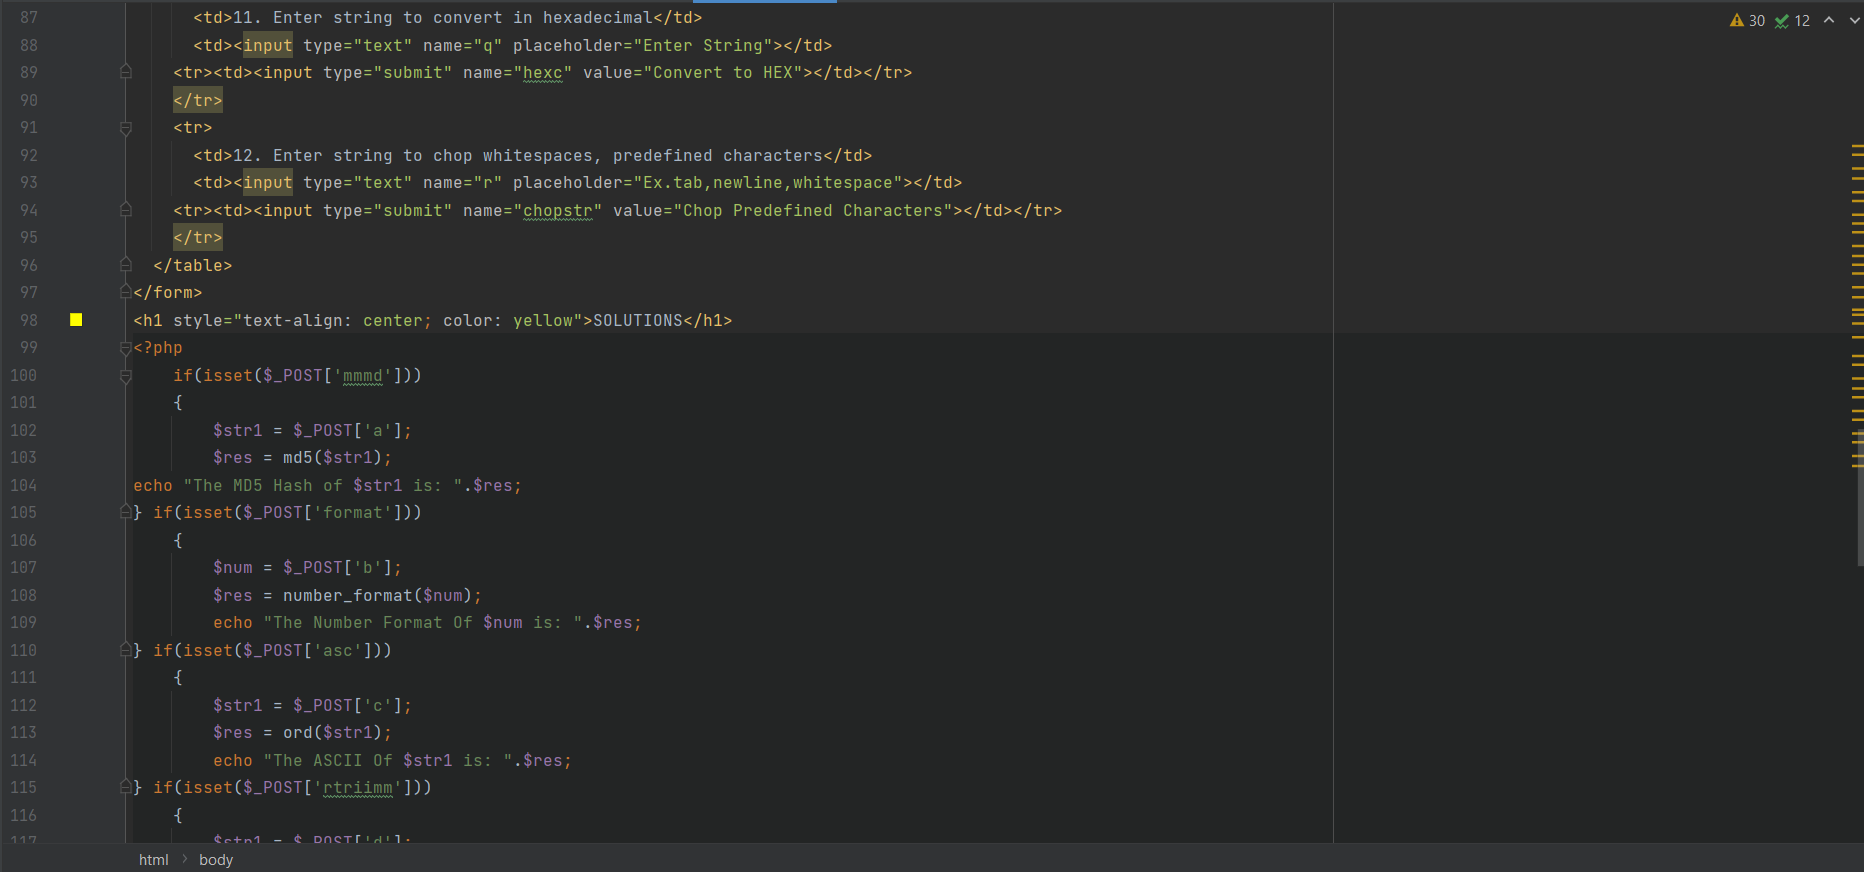 30 12
87 <td>11. Enter string to convert in hexadecimal</td>
88 <td><input type="text" name="q" placeholder="Enter String"></td>
89 <tr><td><input type="submit" name="hexc" value="Convert to HEX"></td></tr>
90 </tr>
91 <tr>
92 <td>12. Enter string to chop whitespaces, predefined characters</td>
93 <td><input type="text" name="r" placeholder="Ex.tab,newline,whitespace"></td>
94 <tr><td><input type="submit" name="chopstr" value="Chop Predefined Characters"></td></tr>
95 </tr>
96 </table>
97 </form>
98 <h1 style="text-align: center; color: yellow">SOLUTIONS</h1>
99 <?php
100 if(isset($_POST['mmmd']))
101 {
102 $str1 = $_POST['a'];
103 $res = md5($str1);
104 echo "The MD5 Hash of $str1 is: ".$res;
105 } if(isset($_POST['format']))
106 {
107 $num = $_POST['b'];
108 $res = number_format($num);
109 echo "The Number Format Of $num is: ".$res;
110 } if(isset($_POST['asc']))
111 {
112 $str1 = $_POST['c'];
113 $res = ord($str1);
114 echo "The ASCII Of $str1 is: ".$res;
115 } if(isset($_POST['rtriimm']))
116 {
117 $str1 = $_POST['d'];
html > body